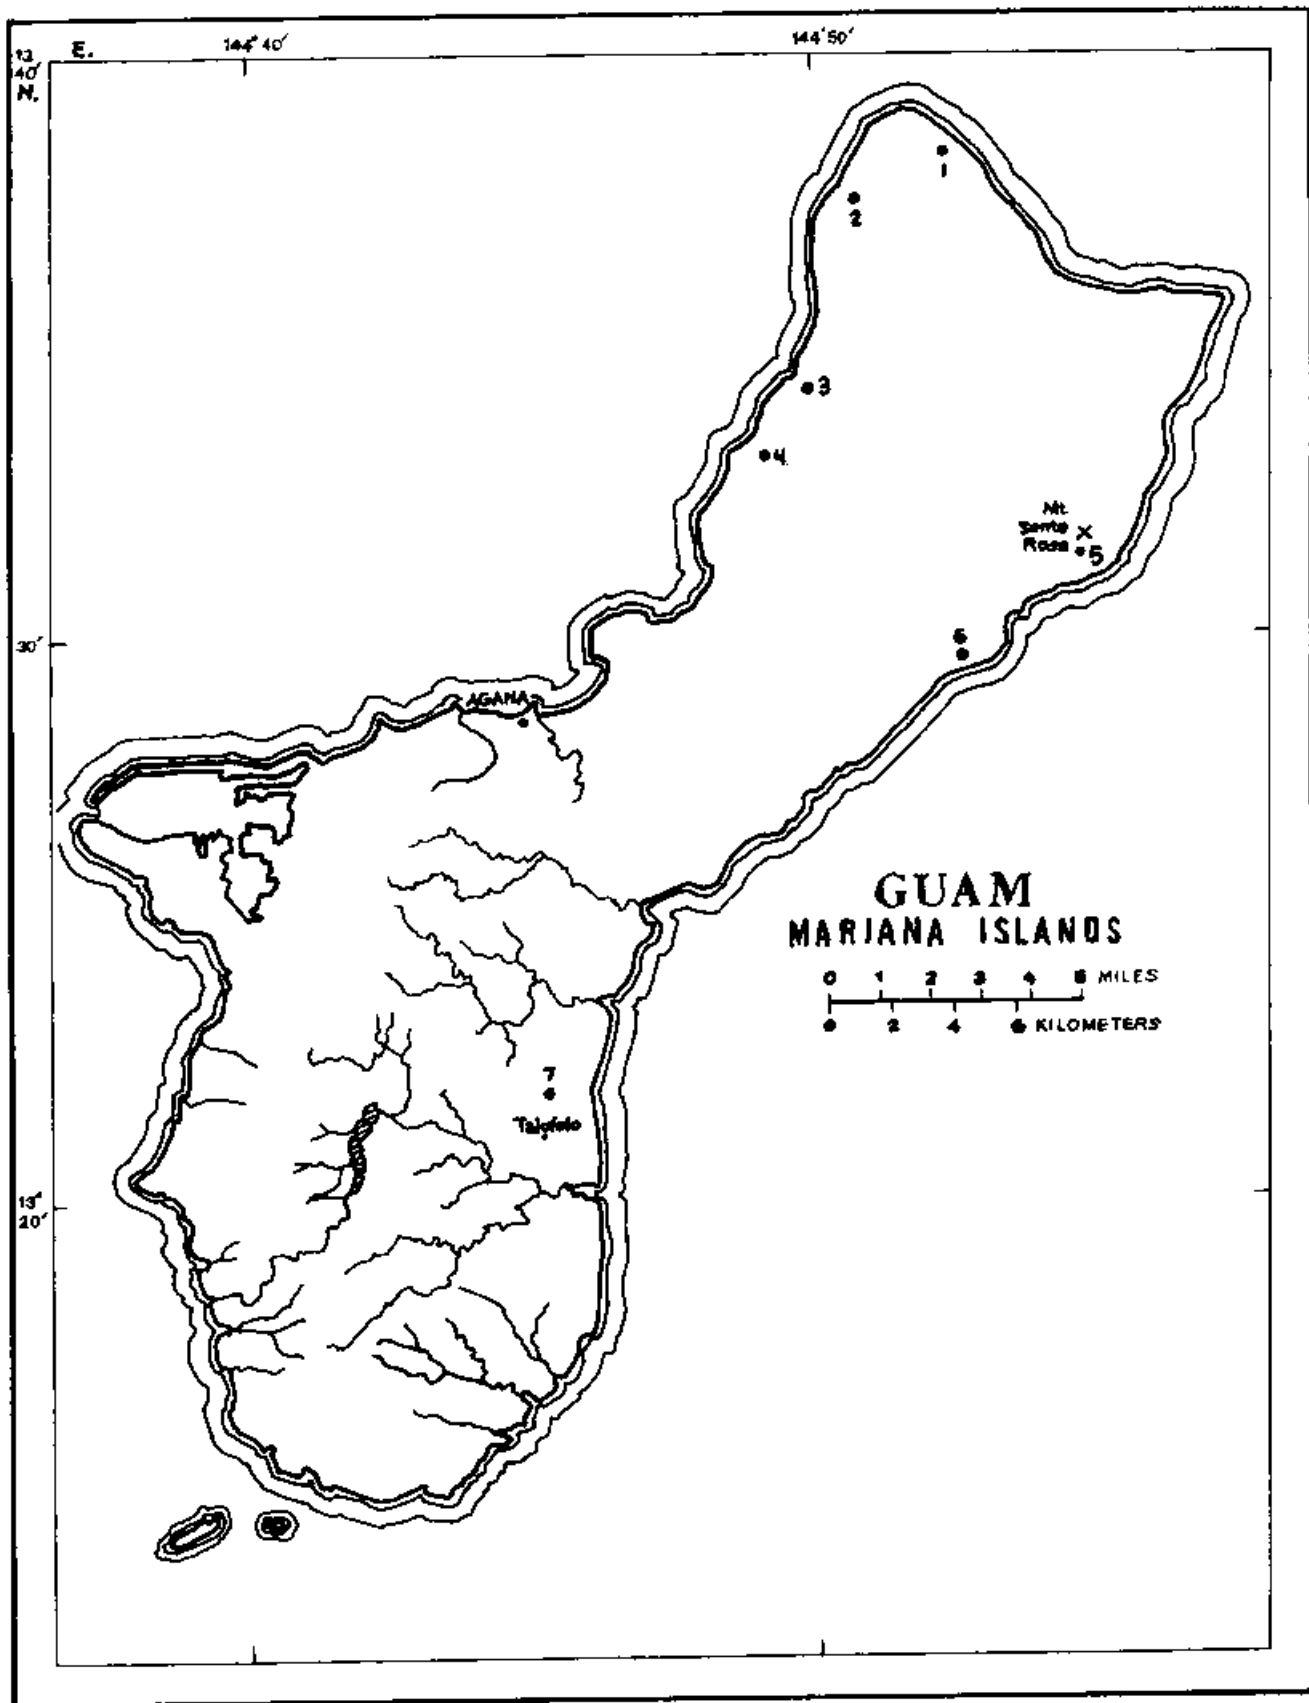 E.
144° 40′
144° 50′
13
40′
N.
1
2
3
4
Mt.
Santa
Rosa
5
6
30′
AGANA
GUAM
MARIANA ISLANDS
0 1 2 3 4 5 MILES
0 2 4 6 KILOMETERS
7
Talofofo
13°
20′